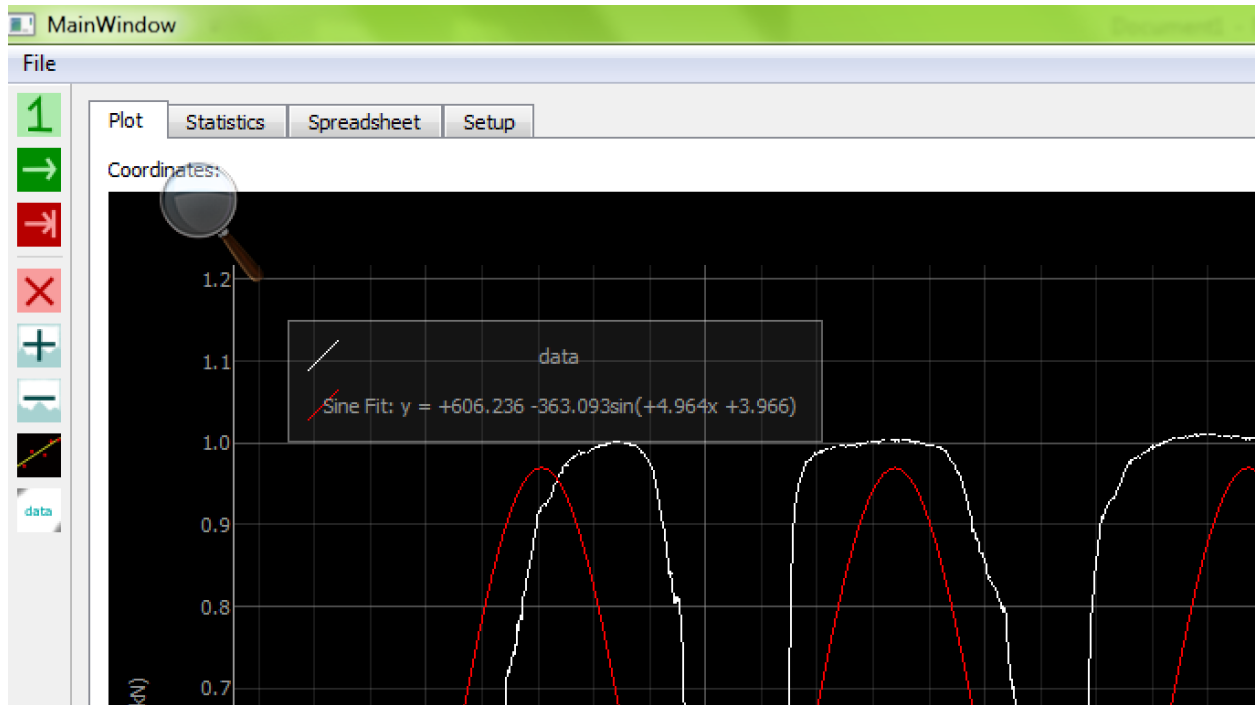 MainWindow
Document1 -
File
1
Plot Statistics Spreadsheet Setup
Coordinates:
1.2
data
1.1
Sine Fit: y = +606.236 -363.093sin(+4.964x +3.966)
1.0
data
0.9
0.8
0.7
kN)